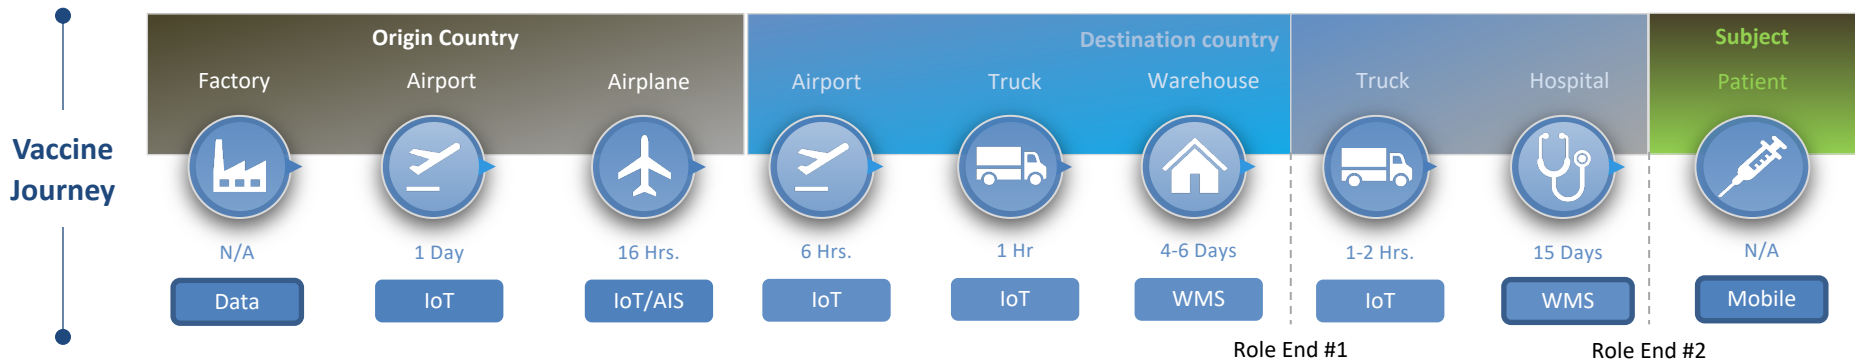 Vaccine
Journey
Origin Country
Destination country
Subject
Factory
Airport
Airplane
Airport
Truck
Warehouse
Truck
Hospital
Patient
N/A
1 Day
16 Hrs.
6 Hrs.
1 Hr
4-6 Days
1-2 Hrs.
15 Days
N/A
Data
IoT
IoT/AIS
IoT
IoT
WMS
IoT
WMS
Mobile
Role End #1
Role End #2